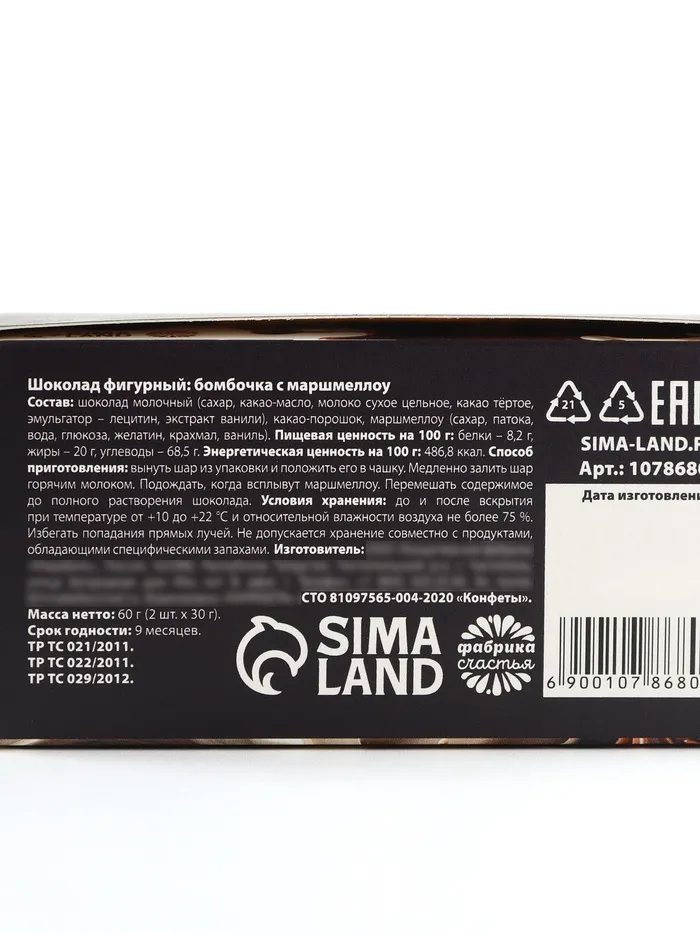 LAND
Шоколад фигурный: бомбочка с маршмеллоу
Состав: шоколад молочный (сахар, какао-масло, молоко сухое цельное, какао тёртое,
эмульгатор – лецитин, экстракт ванили), какао-порошок, маршмеллоу (сахар, патока,
вода, глюкоза, желатин, крахмал, ваниль). Пищевая ценность на 100 г: белки – 8,2 г,
жиры – 20 г, углеводы – 68,5 г. Энергетическая ценность на 100 г: 486,8 ккал. Способ
приготовления: вынуть шар из упаковки и положить его в чашку. Медленно залить шар
горячим молоком. Подождать, когда всплывут маршмеллоу. Перемешать содержимое
до полного растворения шоколада. Условия хранения: до и после вскрытия
при температуре от +10 до +22 °С и относительной влажности воздуха не более 75 %.
Избегать попадания прямых лучей. Не допускается хранение совместно с продуктами,
обладающими специфическими запахами. Изготовитель:
СТО 81097565-004-2020 «Конфеты».
Масса нетто: 60 г (2 шт. х 30 г).
Срок годности: 9 месяцев.
ТР ТС 021/2011.
ТР ТС 022/2011.
ТР ТС 029/2012.
SIMA
LAND
фабрика
счастья
21
5
EAC
SIMA-LAND.R
Арт.: 1078680
Дата изготовлени
6 900107 8680